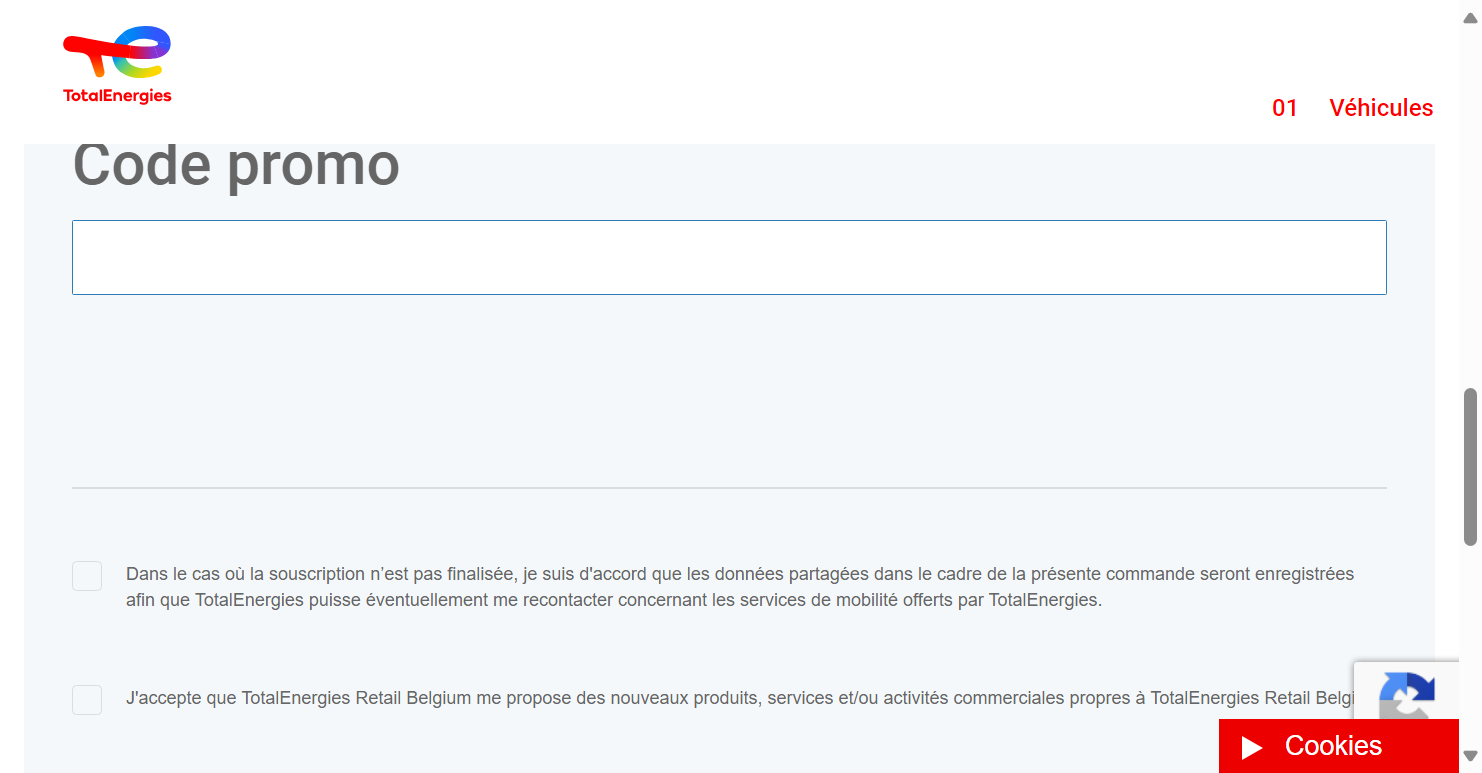 TotalEnergies
01 Véhicules
Code promo
Dans le cas où la souscription n’est pas finalisée, je suis d'accord que les données partagées dans le cadre de la présente commande seront enregistrées
afin que TotalEnergies puisse éventuellement me recontacter concernant les services de mobilité offerts par TotalEnergies.
J'accepte que TotalEnergies Retail Belgium me propose des nouveaux produits, services et/ou activités commerciales propres à TotalEnergies Retail
Cookies